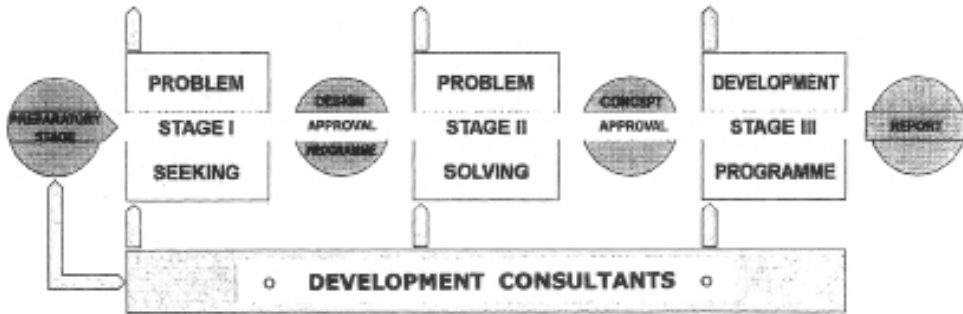 PREPARATORY
STAGE
PROBLEM
STAGE I
SEEKING
DESIGN
APPROVAL
PROGRAMME
PROBLEM
STAGE II
SOLVING
CONCEPT
APPROVAL
DEVELOPMENT
STAGE III
PROGRAMME
REPORT
DEVELOPMENT CONSULTANTS